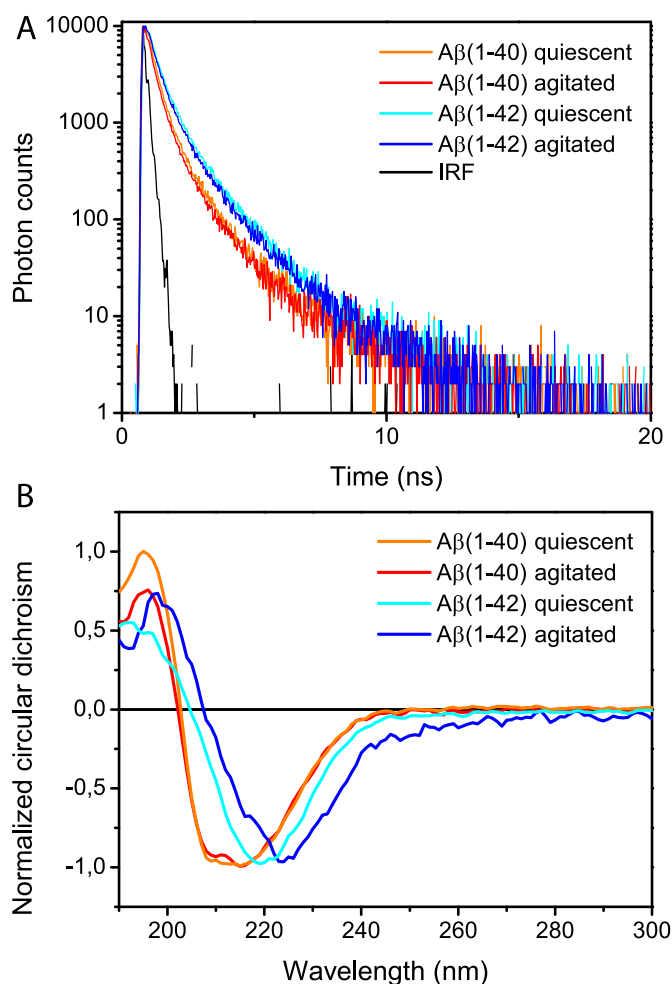 A
10000
1000
100
10
1
Photon counts
Aβ(1-40) quiescent
Aβ(1-40) agitated
Aβ(1-42) quiescent
Aβ(1-42) agitated
IRF
0
10
20
Time (ns)
B
1,0
0,5
0,0
-0,5
-1,0
Normalized circular dichroism
Aβ(1-40) quiescent
Aβ(1-40) agitated
Aβ(1-42) quiescent
Aβ(1-42) agitated
200
220
240
260
280
300
Wavelength (nm)